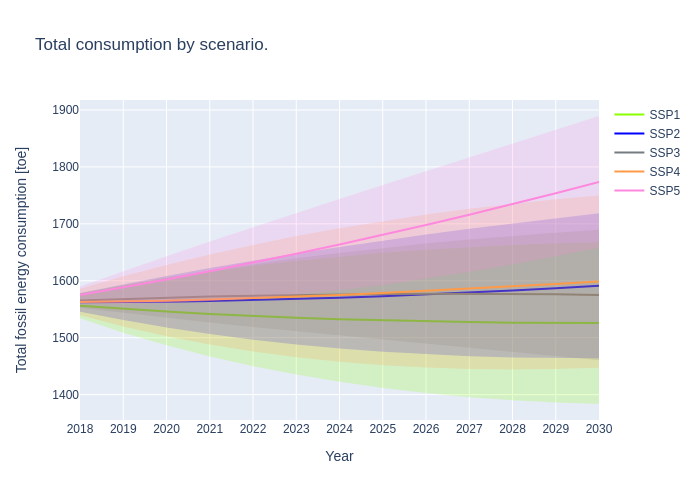 Total consumption by scenario.
Total fossil energy consumption [toe]
1900
1800
1700
1600
1500
1400
2018 2019 2020 2021 2022 2023 2024 2025 2026 2027 2028 2029 2030
Year
SSP1
SSP2
SSP3
SSP4
SSP5